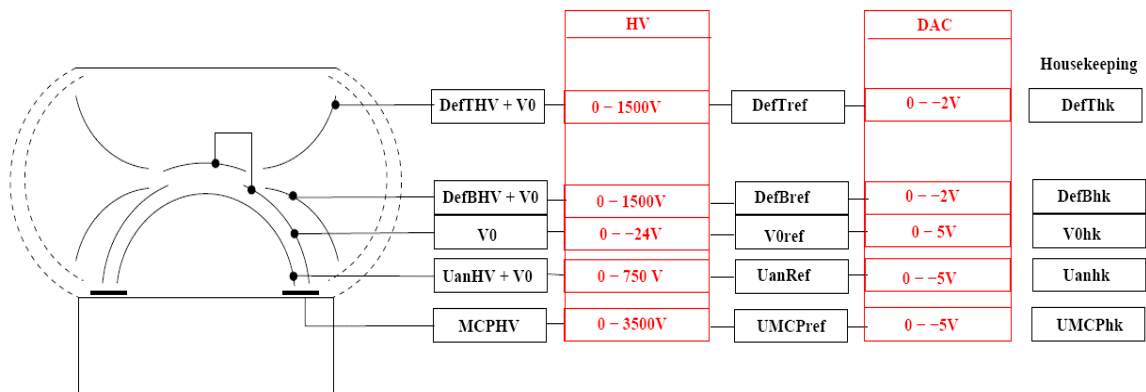 HV
DAC
Housekeeping
DefTHV + V0
0 – 1500V
DefTref
0 – –2V
DefThk
DefBHV + V0
0 – 1500V
DefBref
0 – –2V
DefBhk
V0
0 – –24V
V0ref
0 – 5V
V0hk
UanHV + V0
0 – 750 V
UanRef
0 – –5V
Uanhk
MCPHV
0 – 3500V
UMCPref
0 – –5V
UMCPhk